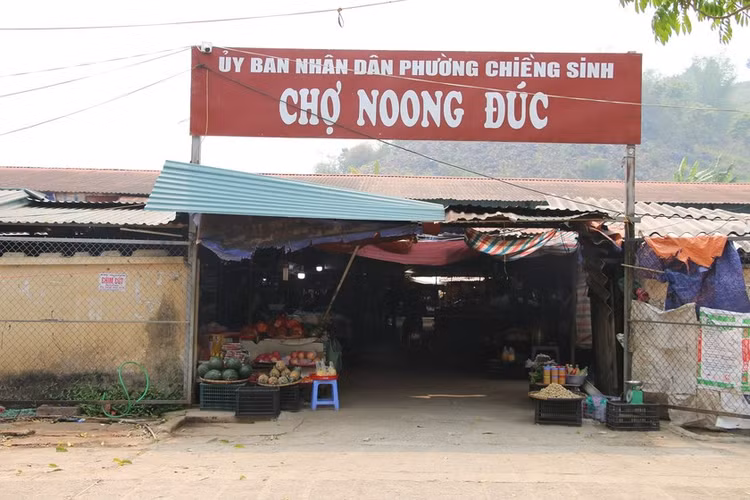 ỦY BAN NHÂN DÂN PHƯỜNG CHIỀNG SINH
CHỢ NOONG ĐÚC